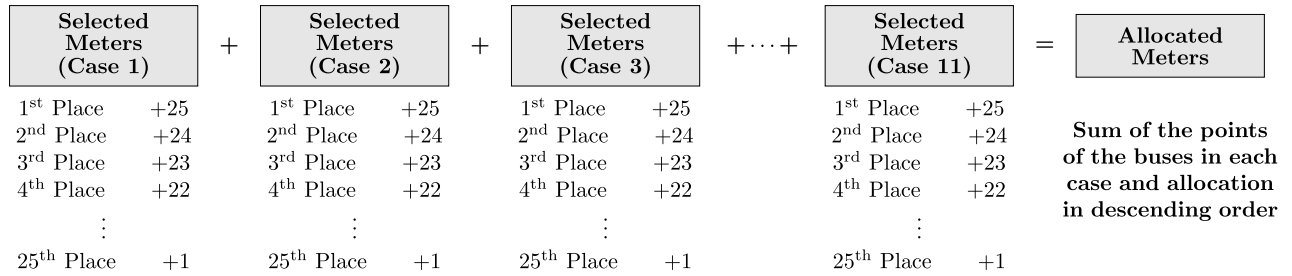 Selected
Meters
(Case 1)
+
Selected
Meters
(Case 2)
+
Selected
Meters
(Case 3)
+ ··· +
Selected
Meters
(Case 11)
=
Allocated
Meters
1st Place +25
2nd Place +24
3rd Place +23
4th Place +22
⋮
25th Place +1
1st Place +25
2nd Place +24
3rd Place +23
4th Place +22
⋮
25th Place +1
1st Place +25
2nd Place +24
3rd Place +23
4th Place +22
⋮
25th Place +1
1st Place +25
2nd Place +24
3rd Place +23
4th Place +22
⋮
25th Place +1
Sum of the points
of the buses in each
case and allocation
in descending order